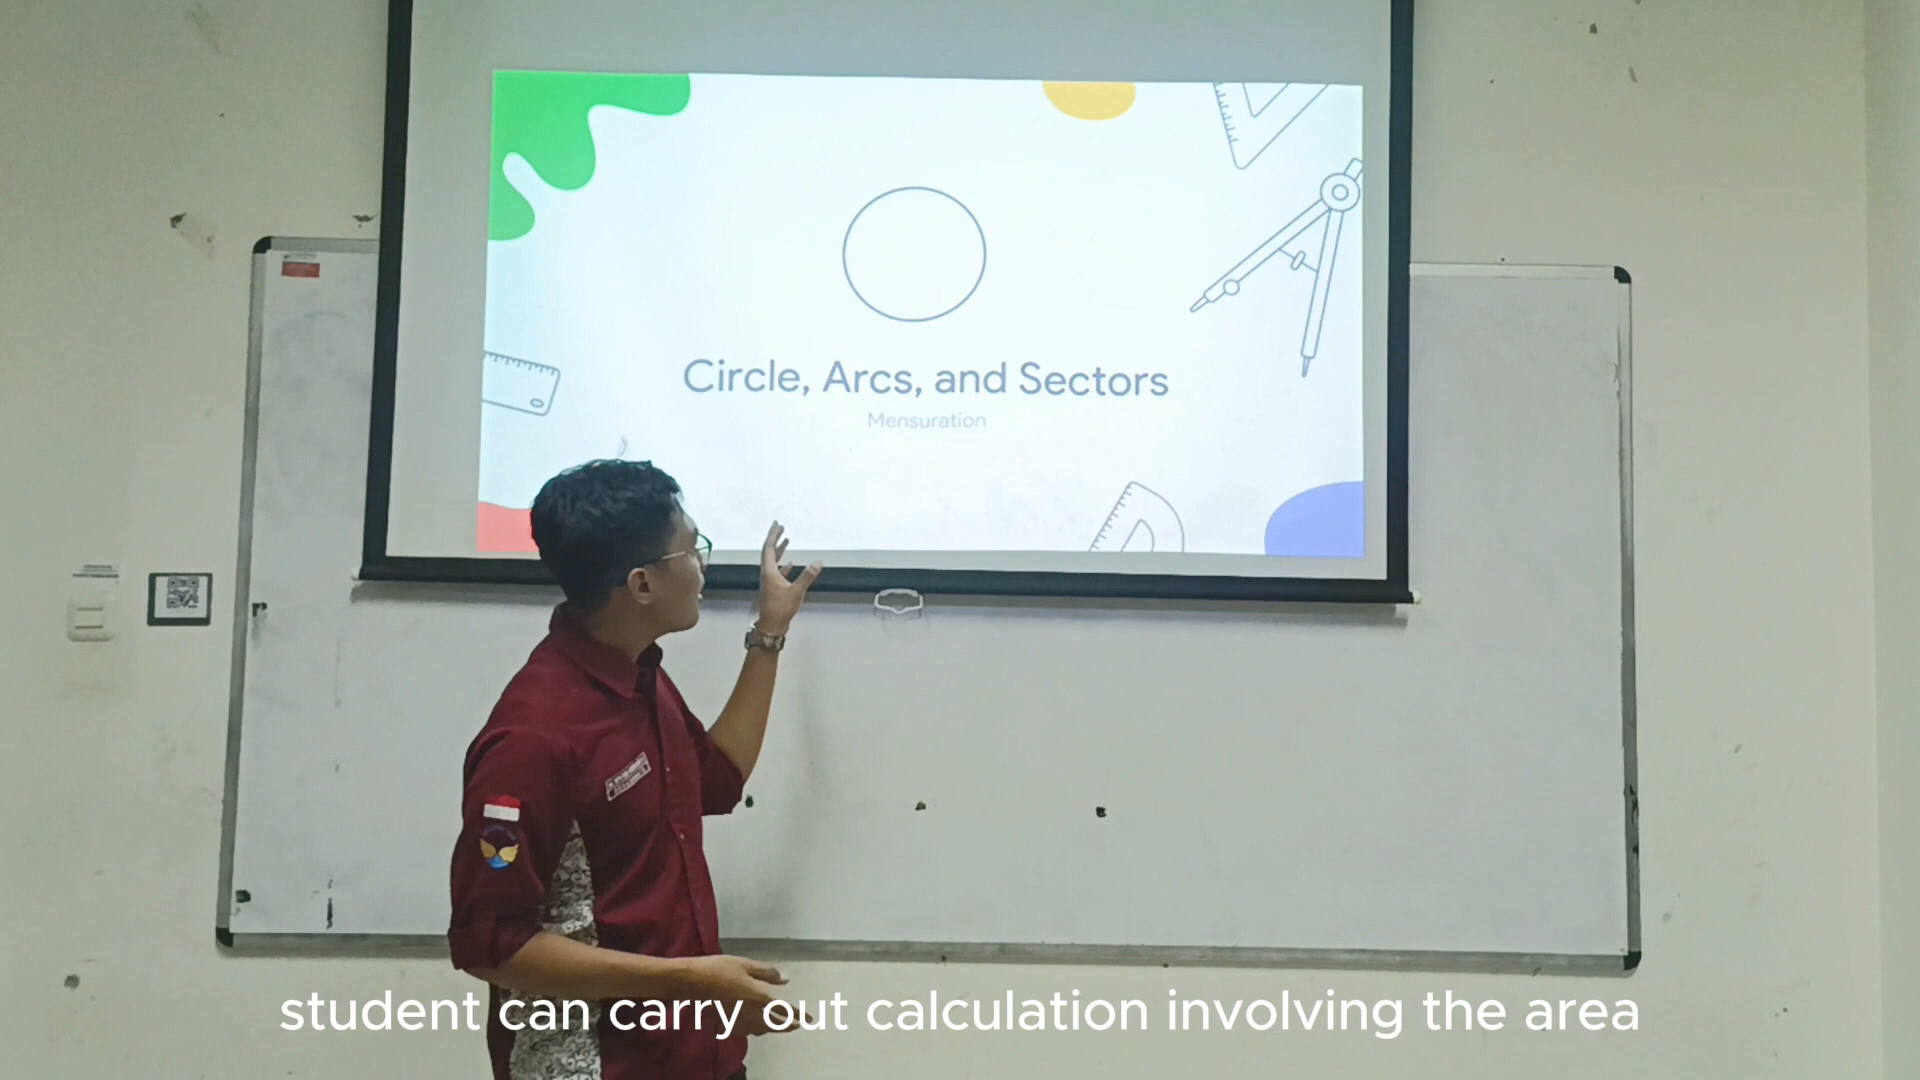 Circle, Arcs, and Sectors
Mensuration
student can carry out calculation involving the area